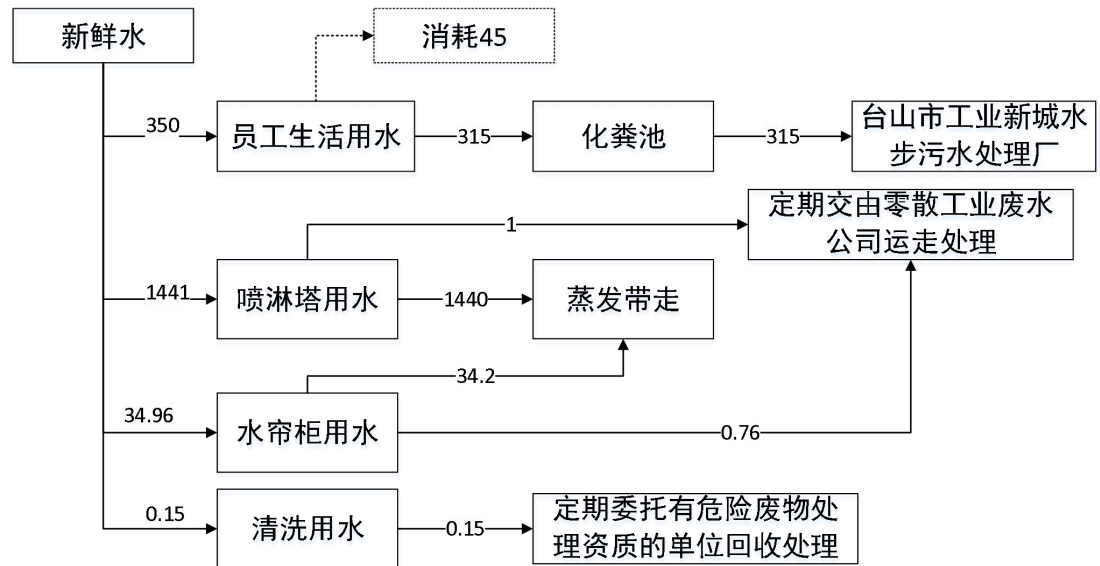 新鲜水
消耗45
350
员工生活用水
315
化粪池
315
台山市工业新城水
步污水处理厂
1
定期交由零散工业废水
公司运走处理
1441
喷淋塔用水
1440
蒸发带走
34.2
34.96
水帘柜用水
0.76
0.15
清洗用水
0.15
定期委托有危险废物处
理资质的单位回收处理